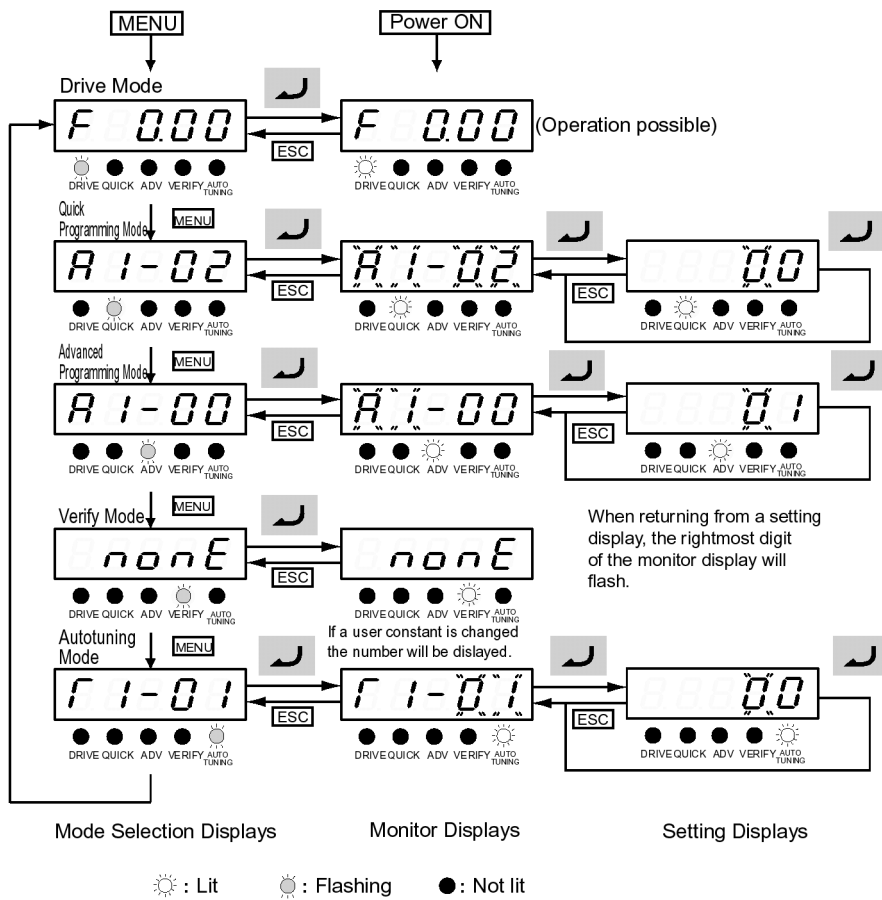 MENU
Power ON
Drive Mode
F 0.00
F 0.00
(Operation possible)
ESC
DRIVE QUICK ADV VERIFY AUTO TUNING
DRIVE QUICK ADV VERIFY AUTO TUNING
Quick
Programming Mode
MENU
A1-02
A1-02
00
ESC
ESC
DRIVE QUICK ADV VERIFY AUTO TUNING
DRIVE QUICK ADV VERIFY AUTO TUNING
DRIVE QUICK ADV VERIFY AUTO TUNING
Advanced
Programming Mode
MENU
A1-00
A1-00
01
ESC
ESC
DRIVE QUICK ADV VERIFY AUTO TUNING
DRIVE QUICK ADV VERIFY AUTO TUNING
DRIVE QUICK ADV VERIFY AUTO TUNING
Verify Mode
MENU
nonE
nonE
ESC
When returning from a setting
display, the rightmost digit
of the monitor display will
flash.
DRIVE QUICK ADV VERIFY AUTO TUNING
DRIVE QUICK ADV VERIFY AUTO TUNING
If a user constant is changed
the number will be dislayed.
Autotuning
Mode
MENU
T1-01
T1-01
00
ESC
ESC
DRIVE QUICK ADV VERIFY AUTO TUNING
DRIVE QUICK ADV VERIFY AUTO TUNING
DRIVE QUICK ADV VERIFY AUTO TUNING
Mode Selection Displays
Monitor Displays
Setting Displays
: Lit
: Flashing
: Not lit